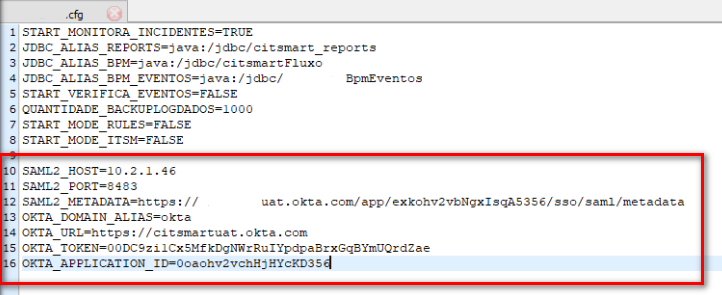 .cfg
1 START_MONITORA_INCIDENTES=TRUE
2 JDBC_ALIAS_REPORTS=java:/jdbc/citsmart_reports
3 JDBC_ALIAS_BPM=java:/jdbc/citsmartFluxo
4 JDBC_ALIAS_BPM_EVENTOS=java:/jdbc/ BpmEventos
5 START_VERIFICA_EVENTOS=FALSE
6 QUANTIDADE_BACKUPLOGDADOS=1000
7 START_MODE_RULES=FALSE
8 START_MODE_ITSM=FALSE
9
10 SAML2_HOST=10.2.1.46
11 SAML2_PORT=8483
12 SAML2_METADATA=https:// uat.okta.com/app/exkohv2vbNgxIsqA5356/sso/saml/metadata
13 OKTA_DOMAIN_ALIAS=okta
14 OKTA_URL=https://citsmartuat.okta.com
15 OKTA_TOKEN=00DC9zi1Cx5MfkDgNWrRuIYpdpaBrxGqBYmUQrdZae
16 OKTA_APPLICATION_ID=0oaohv2vchHjHYcKD356